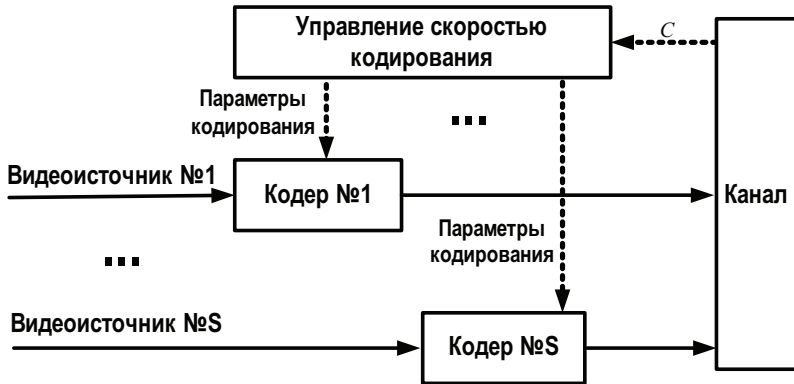 Управление скоростью
кодирования
C
Параметры
кодирования
...
Видеоисточник №1
Кодер №1
Канал
Параметры
кодирования
...
Видеоисточник №S
Кодер №S